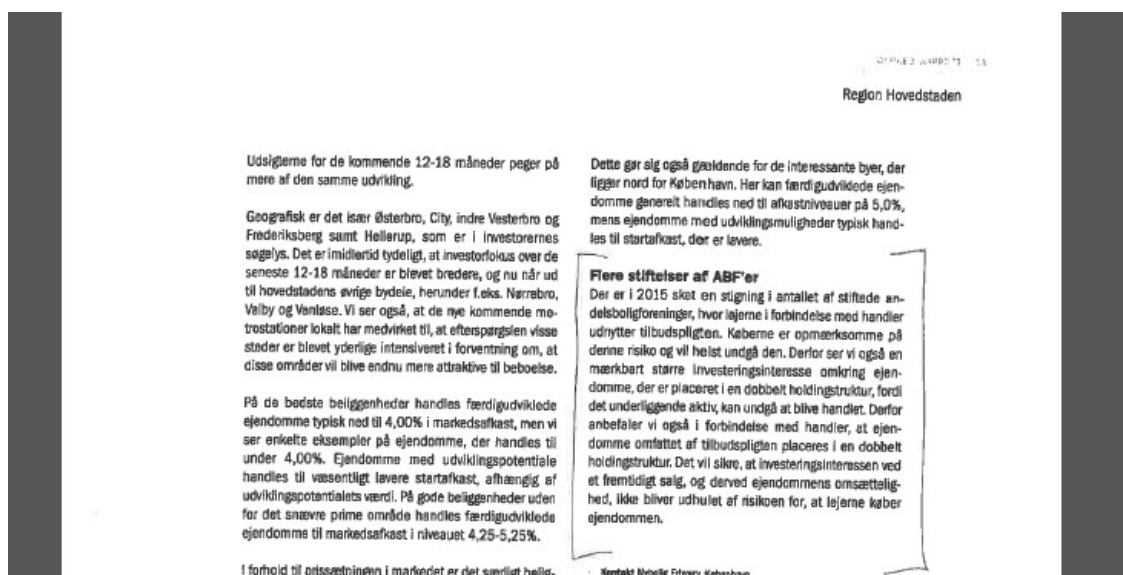 Region Hovedstaden
Udsigterne for de kommende 12-18 måneder peger på
mere af den samme udvikling.
Geografisk er det især Østerbro, City, indre Vesterbro og
Frederiksberg samt Hellerup, som er i investorernes
søgelys. Det er imidlertid tydeligt, at investorfokus over de
seneste 12-18 måneder er blevet bredere, og nu når ud
til hovedstadens øvrige bydele, herunder f.eks. Nørrebro,
Valby og Vanløse. Vi ser også, at de nye kommende me-
trostationer lokalt har medvirket til, at efterspørgslen visse
steder er blevet yderlige intensiveret i forventning om, at
disse områder vil blive endnu mere attraktive til beboelse.
På de bedste beliggenheder handles færdigudviklede
ejendomme typisk ned til 4,00% i markedsafkast, men vi
ser enkelte eksempler på ejendomme, der handles til
under 4,00%. Ejendomme med udviklingspotentiale
handles til væsentligt lavere startafkast, afhængig af
udviklingspotentialets værdi. På gode beliggenheder uden
for det snævre prime område handles færdigudviklede
ejendomme til markedsafkast i niveauet 4,25-5,25%.
I forhold til prissætningen i markedet er det særligt belig-
Dette gør sig også gældende for de interessante byer, der
ligger nord for København. Her kan færdigudviklede ejen-
domme generelt handles ned til afkastniveauer på 5,0%,
mens ejendomme med udviklingsmuligheder typisk hand-
les til startafkast, der er lavere.
Flere stiftelser af ABF'er
Der er i 2015 sket en stigning i antallet af stiftede an-
delsboligforeninger, hvor lejerne i forbindelse med handler
udnytter tilbudspligten. Køberne er opmærksomme på
denne risiko og vil helst undgå den. Derfor ser vi også en
mærkbart større investeringsinteresse omkring ejen-
domme, der er placeret i en dobbelt holdingstruktur, fordi
det underliggende aktiv, kan undgå at blive handlet. Derfor
anbefaler vi også i forbindelse med handler, at ejen-
domme omfattet af tilbudspligten placeres i en dobbelt
holdingstruktur. Det vil sikre, at investeringsinteressen ved
et fremtidigt salg, og derved ejendommens omsættelig-
hed, ikke bliver udhulet af risikoen for, at lejerne køber
ejendommen.
Kontakt Nybolig Erhverv København